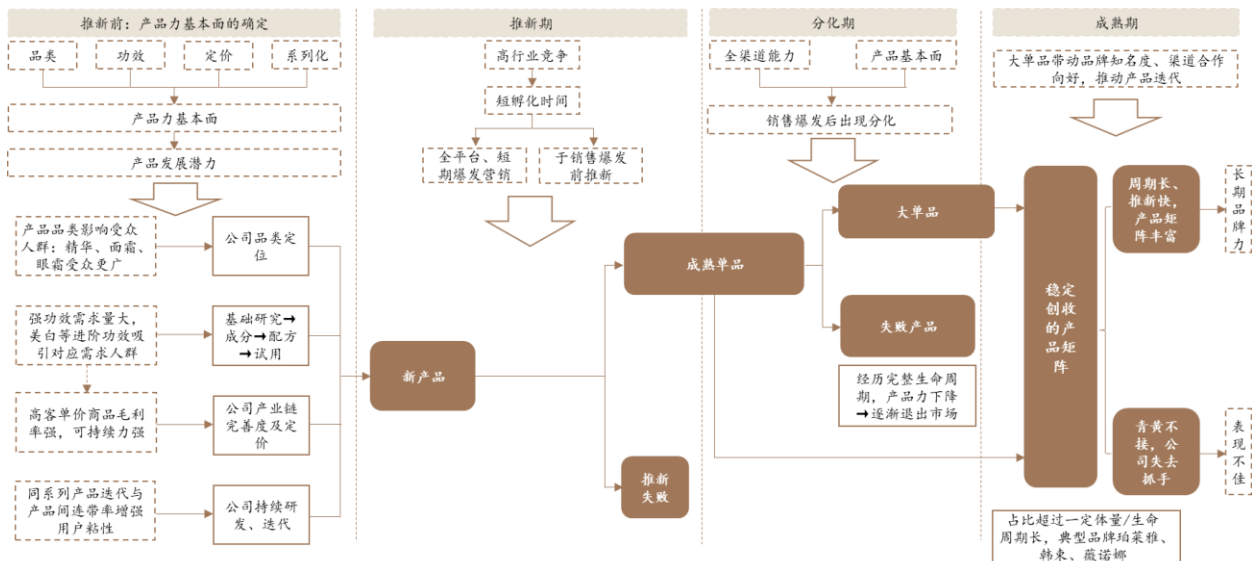 推新前：产品力基本面的确定
品类
功效
定价
系列化
产品力基本面
产品发展潜力
产品品类影响受众
人群：精华、面霜、
眼霜受众更广
公司品类定
位
强功效需求量大，
美白等进阶功效吸
引对应需求人群
基础研究→
成分→配方
→试用
高客单价商品毛利
率强，可持续力强
公司产业链
完善度及定
价
同系列产品迭代与
产品间连带率增强
用户粘性
公司持续研
发、迭代
推新期
高行业竞争
短孵化时间
全平台、短
期爆发营销
于销售爆发
前推新
新产品
成熟单品
推新
失败
分化期
全渠道能力
产品基本面
销售爆发后出现分化
大单品
失败产品
经历完整生命周
期，产品力下降
→逐渐退出市场
成熟期
大单品带动品牌知名度、渠道合作
向好，推动产品迭代
稳定
创收
的产
品矩
阵
周期长、
推新快，
产品矩
阵丰富
长期品牌力
青黄不
接，公
司失去
抓手
表现不佳
占比超过一定体量/生命
周期长，典型品牌珀莱雅、
韩束、薇诺娜